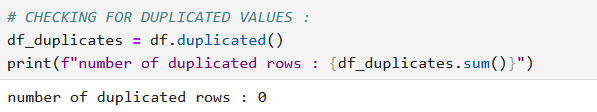 # CHECKING FOR DUPLICATED VALUES :
df_duplicates = df.duplicated()
print(f"number of duplicated rows : {df_duplicates.sum()}")
number of duplicated rows : 0